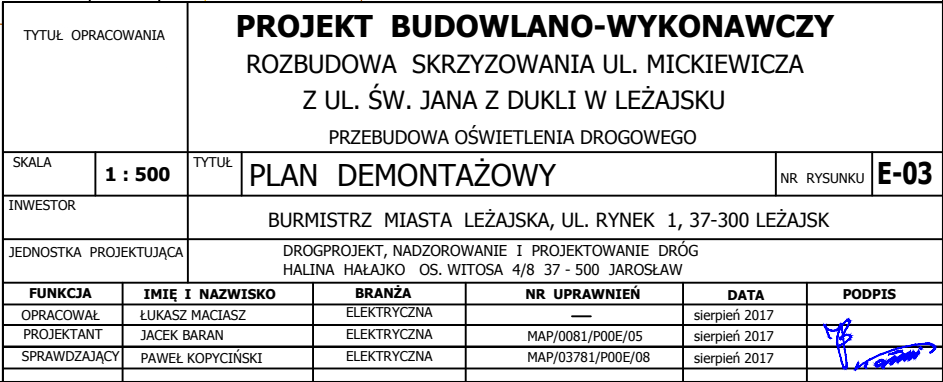 TYTUŁ OPRACOWANIA
PROJEKT BUDOWLANO-WYKONAWCZY
ROZBUDOWA SKRZYZOWANIA UL. MICKIEWICZA
Z UL. ŚW. JANA Z DUKLI W LEŻAJSKU
PRZEBUDOWA OŚWIETLENIA DROGOWEGO
SKALA 1 : 500 TYTUŁ PLAN DEMONTAŻOWY NR RYSUNKU E-03
INWESTOR BURMISTRZ MIASTA LEŻAJSKA, UL. RYNEK 1, 37-300 LEŻAJSK
JEDNOSTKA PROJEKTUJĄCA DROGPROJEKT, NADZOROWANIE I PROJEKTOWANIE DRÓG
HALINA HAŁAJKO OS. WITOSA 4/8 37 - 500 JAROSŁAW
FUNKCJA IMIĘ I NAZWISKO BRANŻA NR UPRAWNIEŃ DATA PODPIS
OPRACOWAŁ ŁUKASZ MACIASZ ELEKTRYCZNA — sierpień 2017
PROJEKTANT JACEK BARAN ELEKTRYCZNA MAP/0081/P00E/05 sierpień 2017
SPRAWDZAJĄCY PAWEŁ KOPYCIŃSKI ELEKTRYCZNA MAP/03781/P00E/08 sierpień 2017